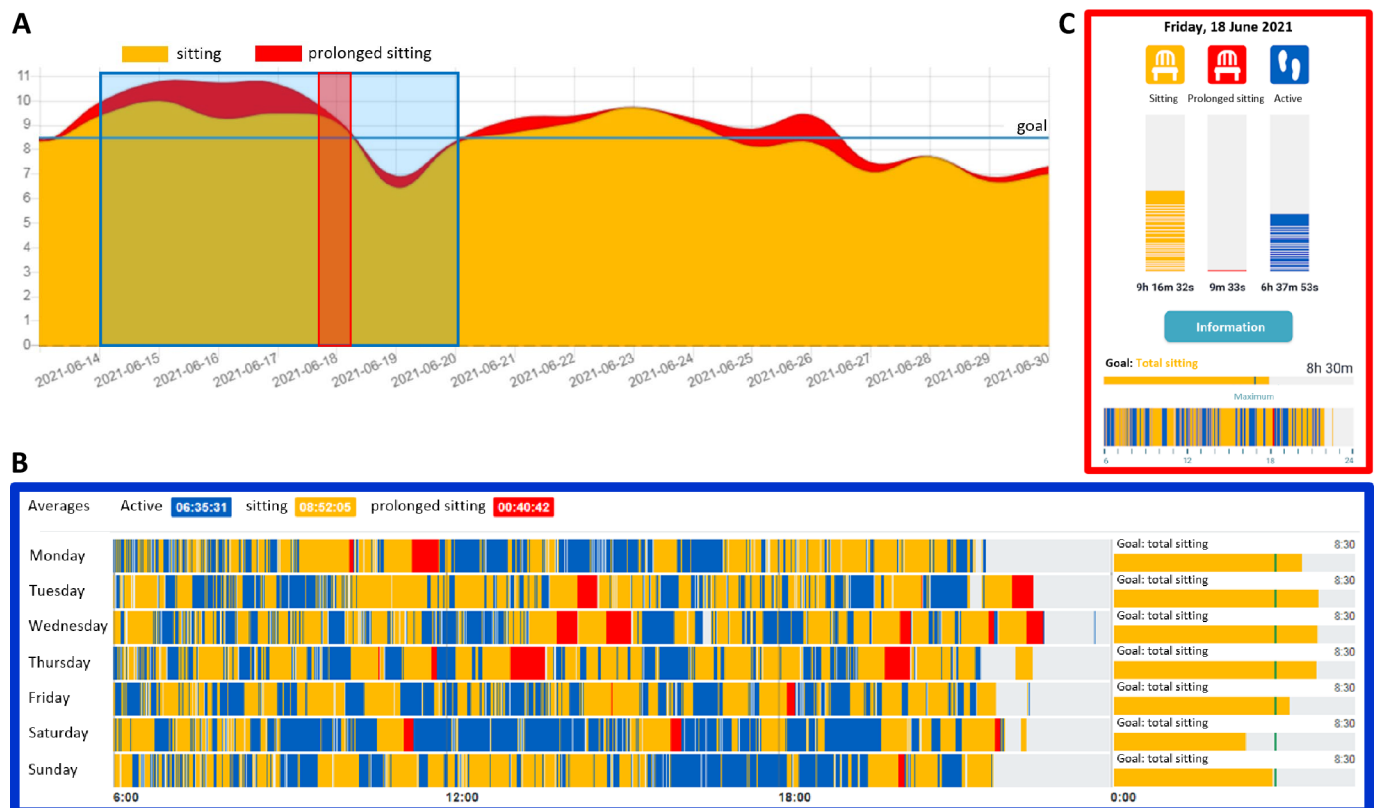 A
sitting prolonged sitting
11
10
9
8
7
6
5
4
3
2
1
0
goal
2021-06-14 2021-06-15 2021-06-16 2021-06-17 2021-06-18 2021-06-19 2021-06-20 2021-06-21 2021-06-22 2021-06-23 2021-06-24 2021-06-25 2021-06-26 2021-06-27 2021-06-28 2021-06-29 2021-06-30
C
Friday, 18 June 2021
Sitting Prolonged sitting Active
9h 16m 32s 9m 33s 6h 37m 53s
Information
Goal: Total sitting 8h 30m
Maximum
6 12 18 24
B
Averages Active 06:35:31 sitting 08:52:05 prolonged sitting 00:40:42
Monday Goal: total sitting 8:30
Tuesday Goal: total sitting 8:30
Wednesday Goal: total sitting 8:30
Thursday Goal: total sitting 8:30
Friday Goal: total sitting 8:30
Saturday Goal: total sitting 8:30
Sunday Goal: total sitting 8:30
6:00 12:00 18:00 0:00